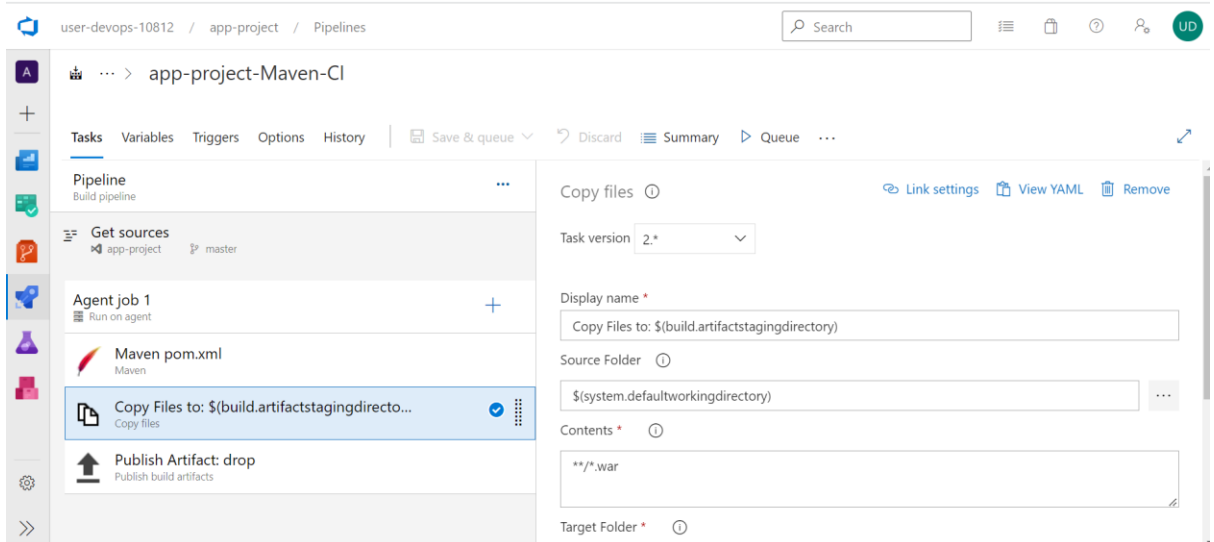 user-devops-10812 / app-project / Pipelines
Search
UD
A
··· > app-project-Maven-CI
Tasks Variables Triggers Options History Save & queue Discard Summary Queue ...
Pipeline
Build pipeline
Get sources
app-project master
Agent job 1
Run on agent
Maven pom.xml
Maven
Copy Files to: $(build.artifactstagingdirecto...
Copy files
Publish Artifact: drop
Publish build artifacts
Copy files Link settings View YAML Remove
Task version 2.*
Display name *
Copy Files to: $(build.artifactstagingdirectory)
Source Folder
$(system.defaultworkingdirectory)
Contents *
**/*.war
Target Folder *